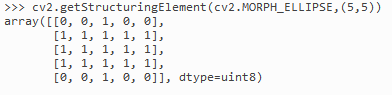 >>> cv2.getStructuringElement(cv2.MORPH_ELLIPSE,(5,5))
array([[0, 0, 1, 0, 0],
       [1, 1, 1, 1, 1],
       [1, 1, 1, 1, 1],
       [1, 1, 1, 1, 1],
       [0, 0, 1, 0, 0]], dtype=uint8)